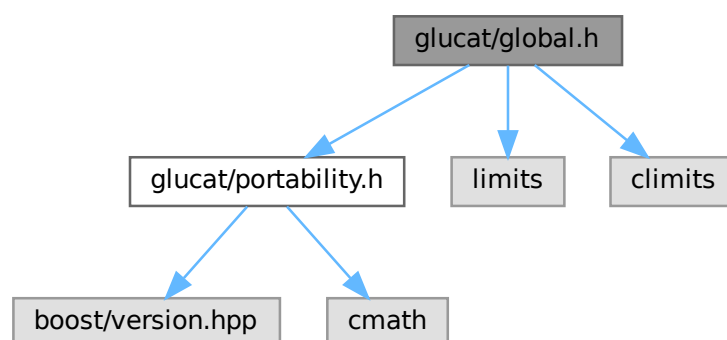 glucat/global.h
glucat/portability.h
limits
climits
boost/version.hpp
cmath